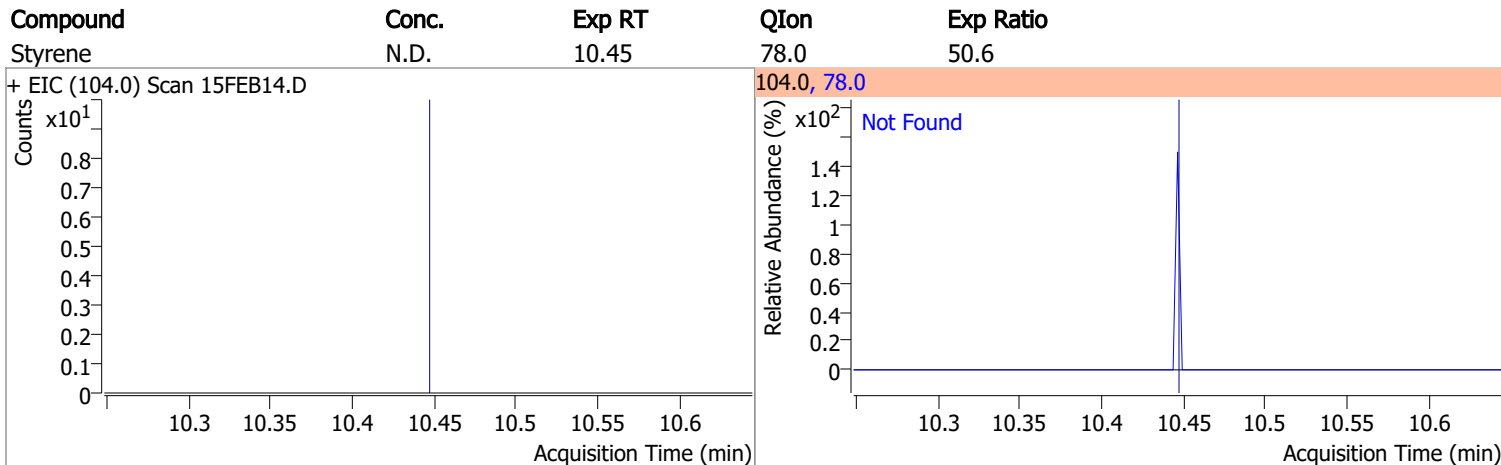 Compound Conc. Exp RT QIon Exp Ratio
Styrene N.D. 10.45 78.0 50.6
+ EIC (104.0) Scan 15FEB14.D
Counts
x10¹
0.8
0.7
0.6
0.5
0.4
0.3
0.2
0.1
0
10.3 10.35 10.4 10.45 10.5 10.55 10.6
Acquisition Time (min)
104.0, 78.0
Relative Abundance (%)
x10²
Not Found
1.4
1.2
1
0.8
0.6
0.4
0.2
0
10.3 10.35 10.4 10.45 10.5 10.55 10.6
Acquisition Time (min)